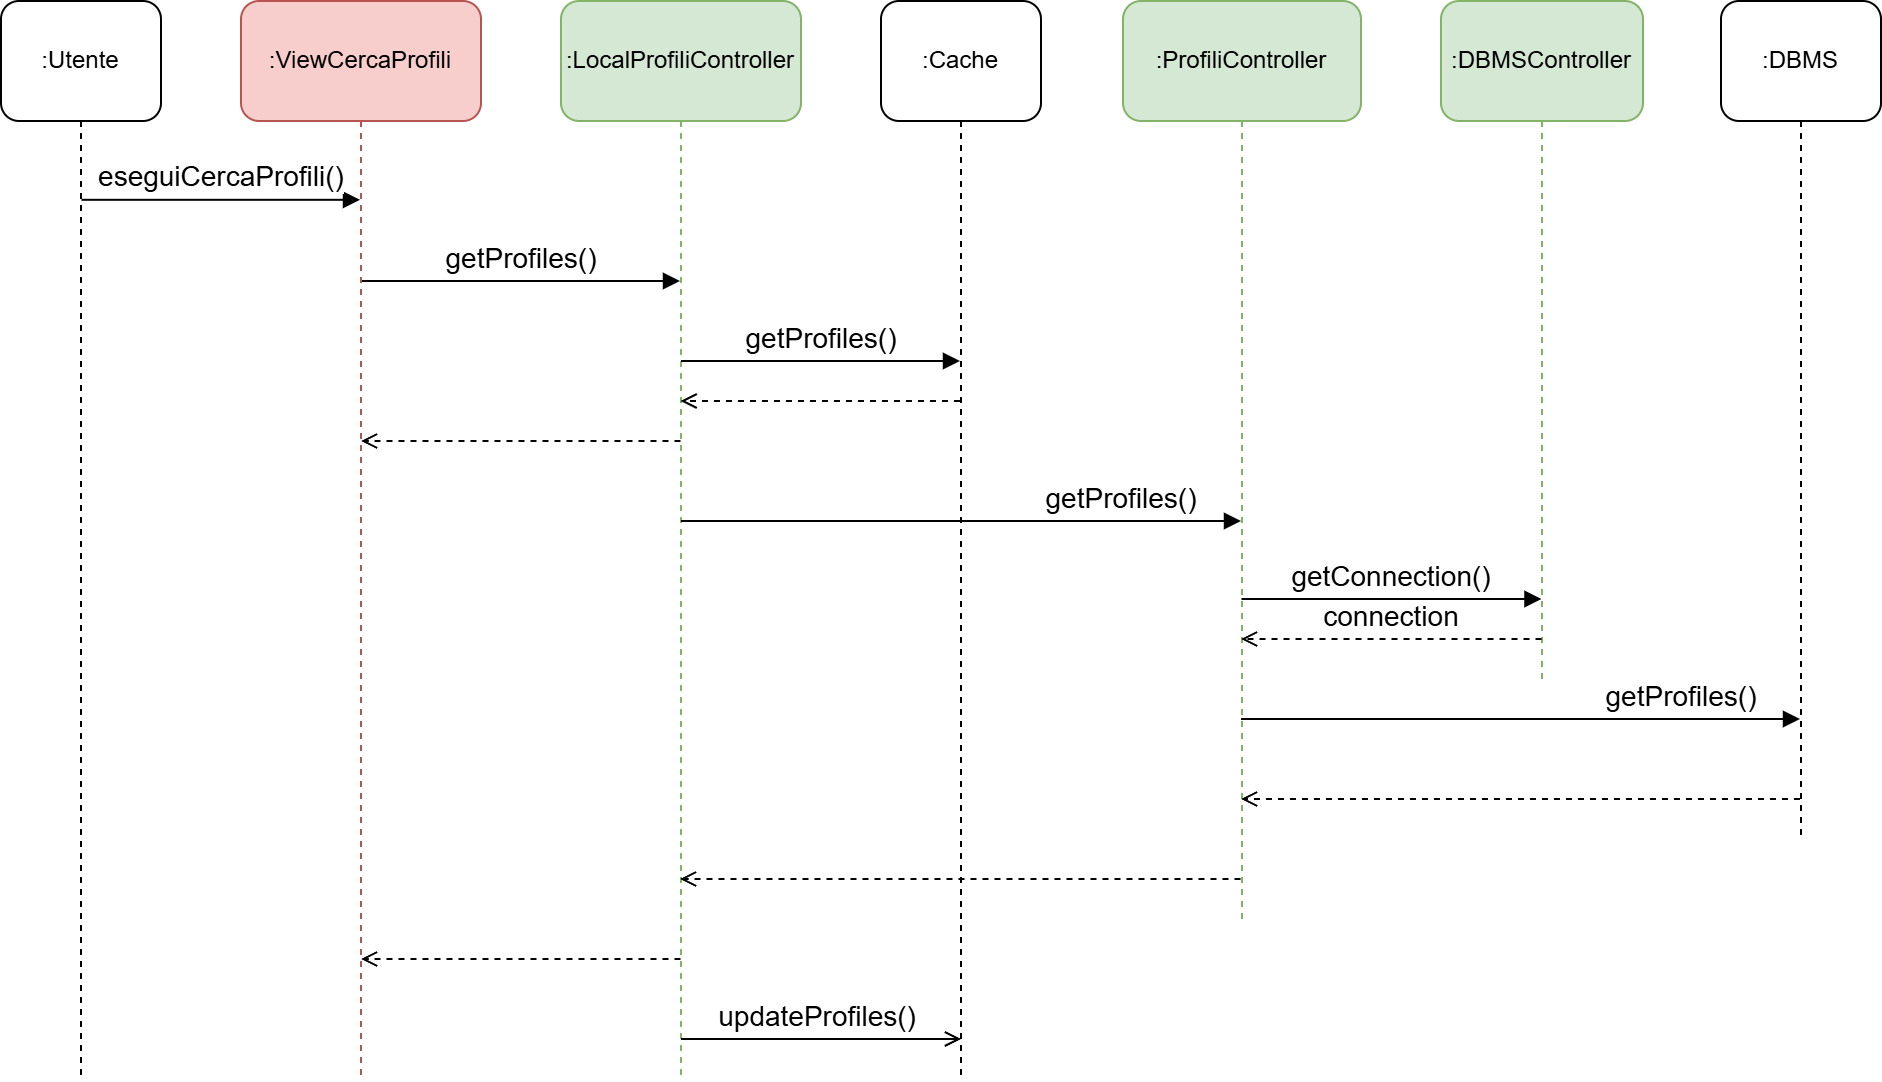 :Utente
:ViewCercaProfili
:LocalProfiliController
:Cache
:ProfiliController
:DBMSController
:DBMS
eseguiCercaProfili()
getProfiles()
getProfiles()
getProfiles()
getConnection()
connection
getProfiles()
updateProfiles()